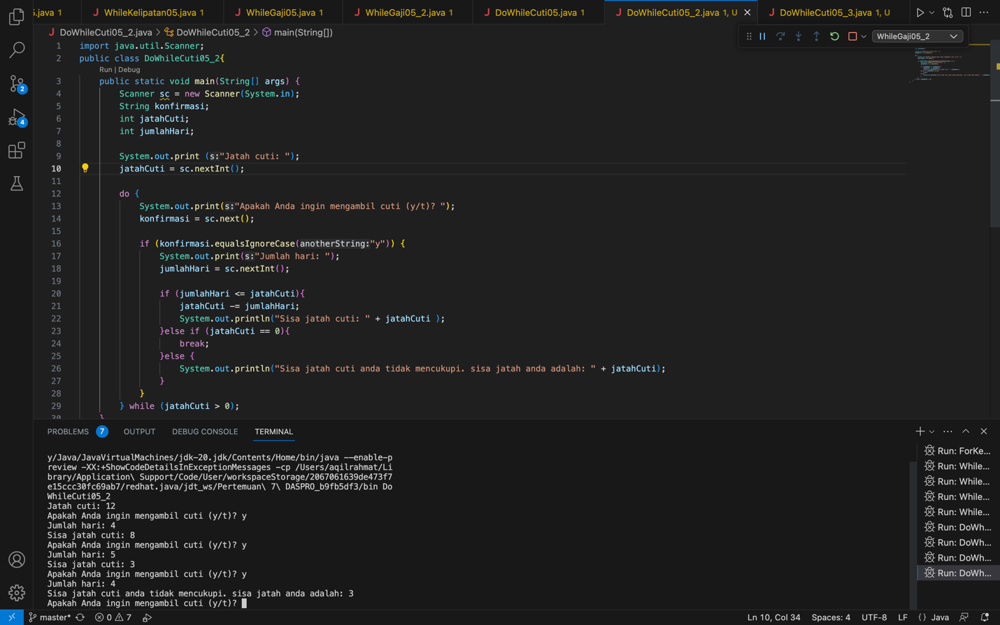 5.java 1
J WhileKelipatan05.java 1
J WhileGaji05.java 1
J WhileGaji05_2.java 1
J DoWhileCuti05.java 1
J DoWhileCuti05_2.java 1, U
J DoWhileCuti05_3.java 1, U
J DoWhileCuti05_2.java > DoWhileCuti05_2 > main(String[])
WhileGaji05_2
1 import java.util.Scanner;
2 public class DoWhileCuti05_2{
Run | Debug
3 public static void main(String[] args) {
4 Scanner sc = new Scanner(System.in);
5 String konfirmasi;
6 int jatahCuti;
7 int jumlahHari;
8
9 System.out.print (s:"Jatah cuti: ");
10 jatahCuti = sc.nextInt();
11
12 do {
13 System.out.print(s:"Apakah Anda ingin mengambil cuti (y/t)? ");
14 konfirmasi = sc.next();
15
16 if (konfirmasi.equalsIgnoreCase(anotherString:"y")) {
17 System.out.print(s:"Jumlah hari: ");
18 jumlahHari = sc.nextInt();
19
20 if (jumlahHari <= jatahCuti){
21 jatahCuti -= jumlahHari;
22 System.out.println("Sisa jatah cuti: " + jatahCuti );
23 }else if (jatahCuti == 0){
24 break;
25 }else {
26 System.out.println("Sisa jatah cuti anda tidak mencukupi. sisa jatah anda adalah: " + jatahCuti);
27 }
28 }
29 } while (jatahCuti > 0);
30 }
2
4
PROBLEMS 7 OUTPUT DEBUG CONSOLE TERMINAL
y/Java/JavaVirtualMachines/jdk-20.jdk/Contents/Home/bin/java --enable-p
review -XX:+ShowCodeDetailsInExceptionMessages -cp /Users/aqilrahmat/Li
brary/Application\ Support/Code/User/workspaceStorage/2067061639de473f7
e15ccc30fc69ab7/redhat.java/jdt_ws/Pertemuan\ 7\ DASPRO_b9fb5df3/bin Do
WhileCuti05_2
Jatah cuti: 12
Apakah Anda ingin mengambil cuti (y/t)? y
Jumlah hari: 4
Sisa jatah cuti: 8
Apakah Anda ingin mengambil cuti (y/t)? y
Jumlah hari: 5
Sisa jatah cuti: 3
Apakah Anda ingin mengambil cuti (y/t)? y
Jumlah hari: 4
Sisa jatah cuti anda tidak mencukupi. sisa jatah anda adalah: 3
Apakah Anda ingin mengambil cuti (y/t)?
Run: ForKe...
Run: While...
Run: While...
Run: While...
Run: While...
Run: DoWh...
Run: DoWh...
Run: DoWh...
Run: DoWh...
master* 0 7 Ln 10, Col 34 Spaces: 4 UTF-8 LF {} Java